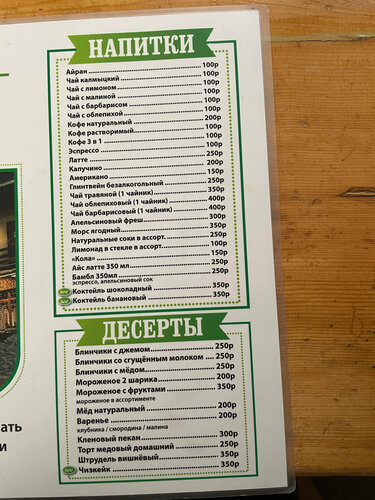 НАПИТКИ
Айран 100р
Чай калмыцкий 100р
Чай с лимоном 100р
Чай с малиной 100р
Чай с барбарисом 100р
Чай с облепихой 100р
Кофе натуральный 200р
Кофе растворимый 100р
Кофе 3 в 1 100р
Эспрессо 100р
Латте 250р
Капучино 200р
Американо 150р
Глинтвейн безалкогольный 250р
Чай травяной (1 чайник) 350р
Чай облепиховый (1 чайник) 400р
Чай барбарисовый (1 чайник) 400р
Апельсиновый фреш 300р
Морс ягодный 350р
Натуральные соки в ассорт. 250р
Лимонад в стекле в ассорт. 100р
«Кола» 150р
Айс латте 350 мл 250р
Бамбл 350мл 250р
эспрессо, апельсиновый сок
Коктейль шоколадный 350р
Коктейль банановый 350р
ДЕСЕРТЫ
Блинчики с джемом 250р
Блинчики со сгущённым молоком 250р
Блинчики с мёдом 250р
Мороженое 2 шарика 200р
Мороженое с фруктами 350р
мороженое в ассортименте
Мёд натуральный 200р
Варенье 200р
клубника / смородина / малина
Кленовый пекан 300р
Торт медовый домашний 250р
Штрудель вишнёвый 350р
Чизкейк 350р
ать
и